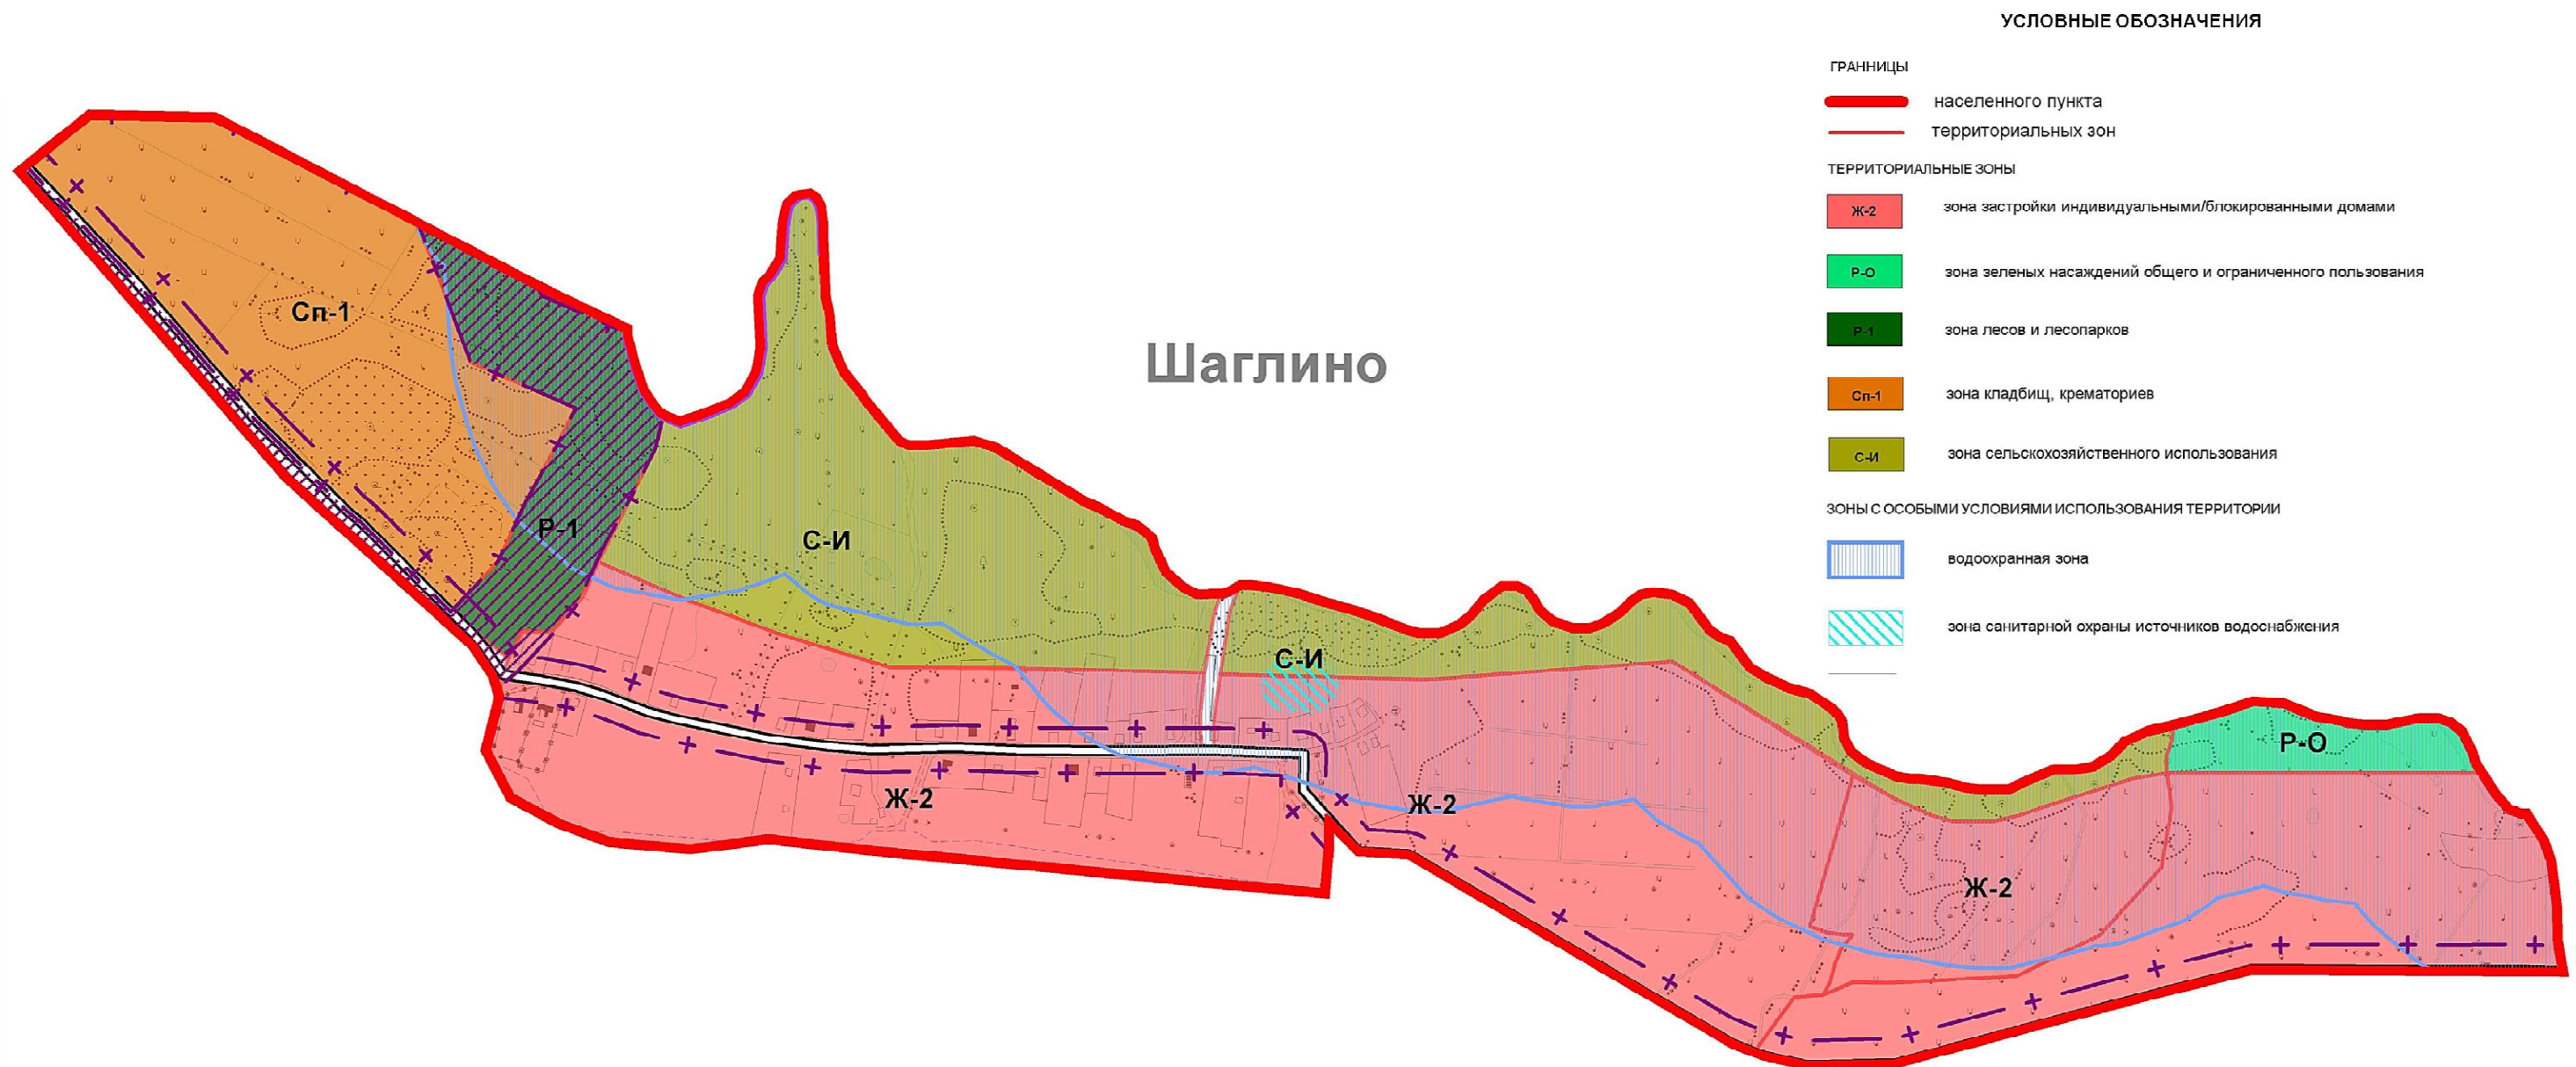 УСЛОВНЫЕ ОБОЗНАЧЕНИЯ
ГРАННИЦЫ
населенного пункта
территориальных зон
ТЕРРИТОРИАЛЬНЫЕ ЗОНЫ
Ж-2 зона застройки индивидуальными/блокированными домами
Р-О зона зеленых насаждений общего и ограниченного пользования
Р-1 зона лесов и лесопарков
Сп-1 зона кладбищ, крематориев
С-И зона сельскохозяйственного использования
ЗОНЫ С ОСОБЫМИ УСЛОВИЯМИ ИСПОЛЬЗОВАНИЯ ТЕРРИТОРИИ
водоохранная зона
зона санитарной охраны источников водоснабжения
Шаглино
Сп-1
Р-1
С-И
С-И
Р-О
Ж-2
Ж-2
Ж-2